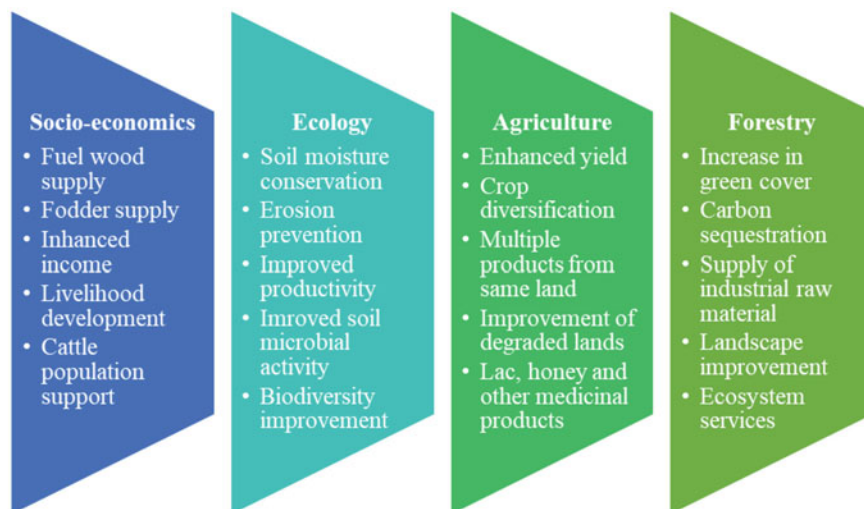 Socio-economics
• Fuel wood
supply
• Fodder supply
• Inhanced
income
• Livelihood
development
• Cattle
population
support
Ecology
• Soil moisture
conservation
• Erosion
prevention
• Improved
productivity
• Imroved soil
microbial
activity
• Biodiversity
improvement
Agriculture
• Enhanced yield
• Crop
diversification
• Multiple
products from
same land
• Improvement of
degraded lands
• Lac, honey and
other medicinal
products
Forestry
• Increase in
green cover
• Carbon
sequestration
• Supply of
industrial raw
material
• Landscape
improvement
• Ecosystem
services